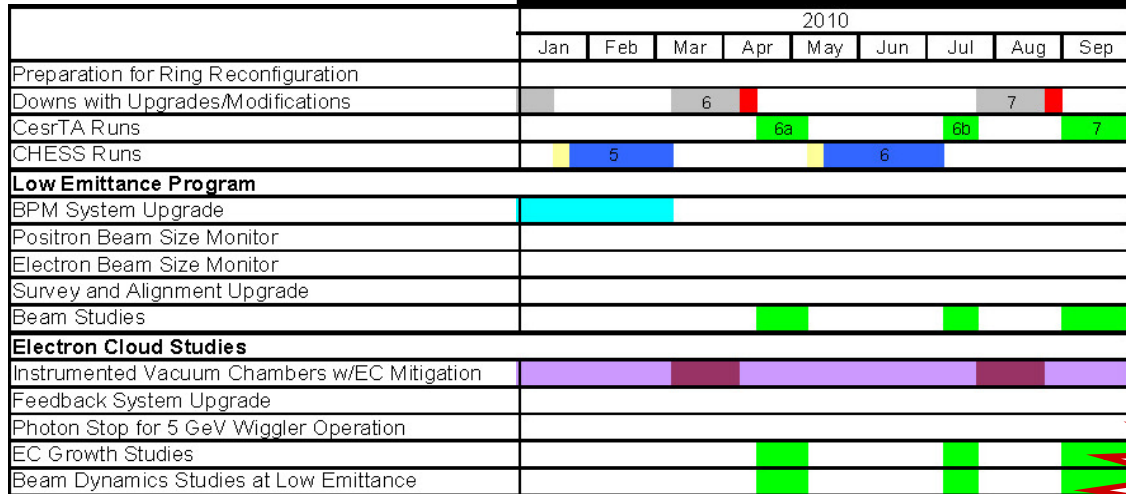 2010
Jan Feb Mar Apr May Jun Jul Aug Sep
Preparation for Ring Reconfiguration
Downs with Upgrades/Modifications 6 7
CesrTA Runs 6a 6b 7
CHESS Runs 5 6
Low Emittance Program
BPM System Upgrade
Positron Beam Size Monitor
Electron Beam Size Monitor
Survey and Alignment Upgrade
Beam Studies
Electron Cloud Studies
Instrumented Vacuum Chambers w/EC Mitigation
Feedback System Upgrade
Photon Stop for 5 GeV Wiggler Operation
EC Growth Studies
Beam Dynamics Studies at Low Emittance